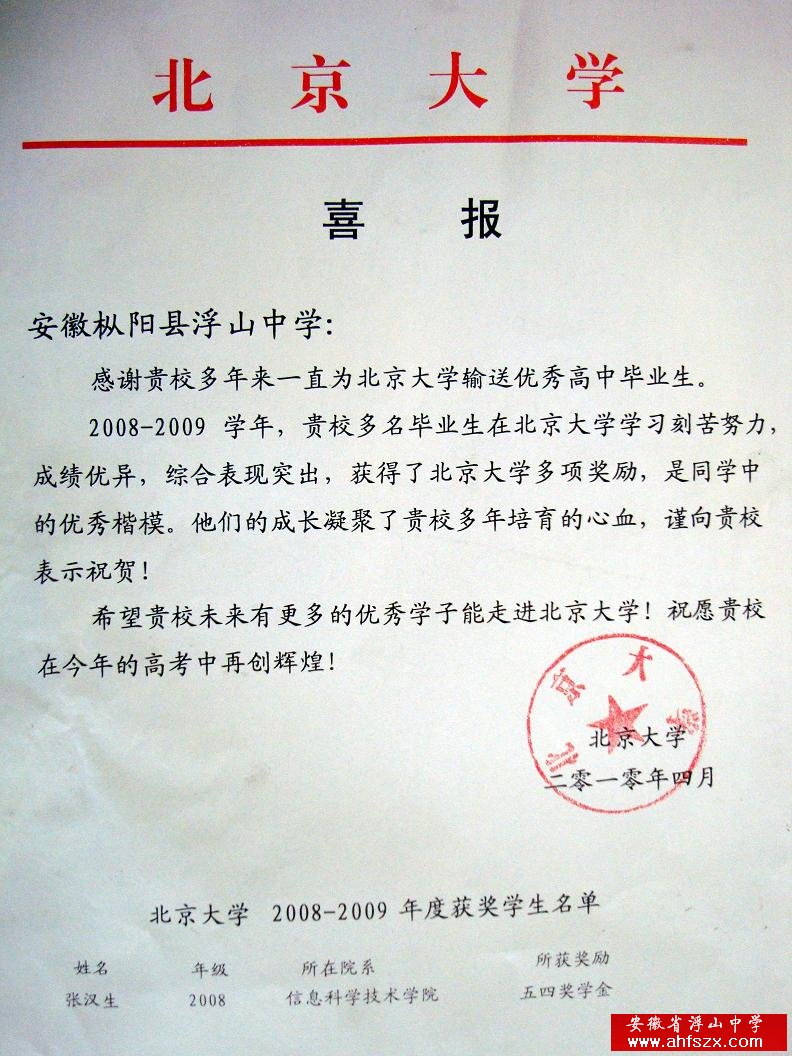 北京大学
喜报
安徽枞阳县浮山中学:
感谢贵校多年来一直为北京大学输送优秀高中毕业生。
2008-2009 学年，贵校多名毕业生在北京大学学习刻苦努力，
成绩优异，综合表现突出，获得了北京大学多项奖励，是同学中
的优秀楷模。他们的成长凝聚了贵校多年培育的心血，谨向贵校
表示祝贺！
希望贵校未来有更多的优秀学子能走进北京大学！祝愿贵校
在今年的高考中再创辉煌！
北京大学
北京大学
二零一零年四月
北京大学 2008-2009 年度获奖学生名单
姓名 年级 所在院系 所获奖励
张汉生 2008 信息科学技术学院 五四奖学金
安徽省浮山中学
www.ahfszx.com